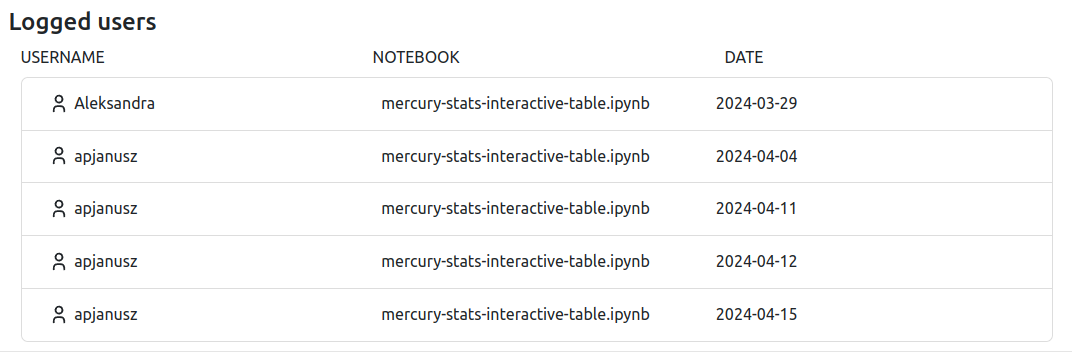 Logged users
USERNAME NOTEBOOK DATE
Aleksandra mercury-stats-interactive-table.ipynb 2024-03-29
apjanusz mercury-stats-interactive-table.ipynb 2024-04-04
apjanusz mercury-stats-interactive-table.ipynb 2024-04-11
apjanusz mercury-stats-interactive-table.ipynb 2024-04-12
apjanusz mercury-stats-interactive-table.ipynb 2024-04-15